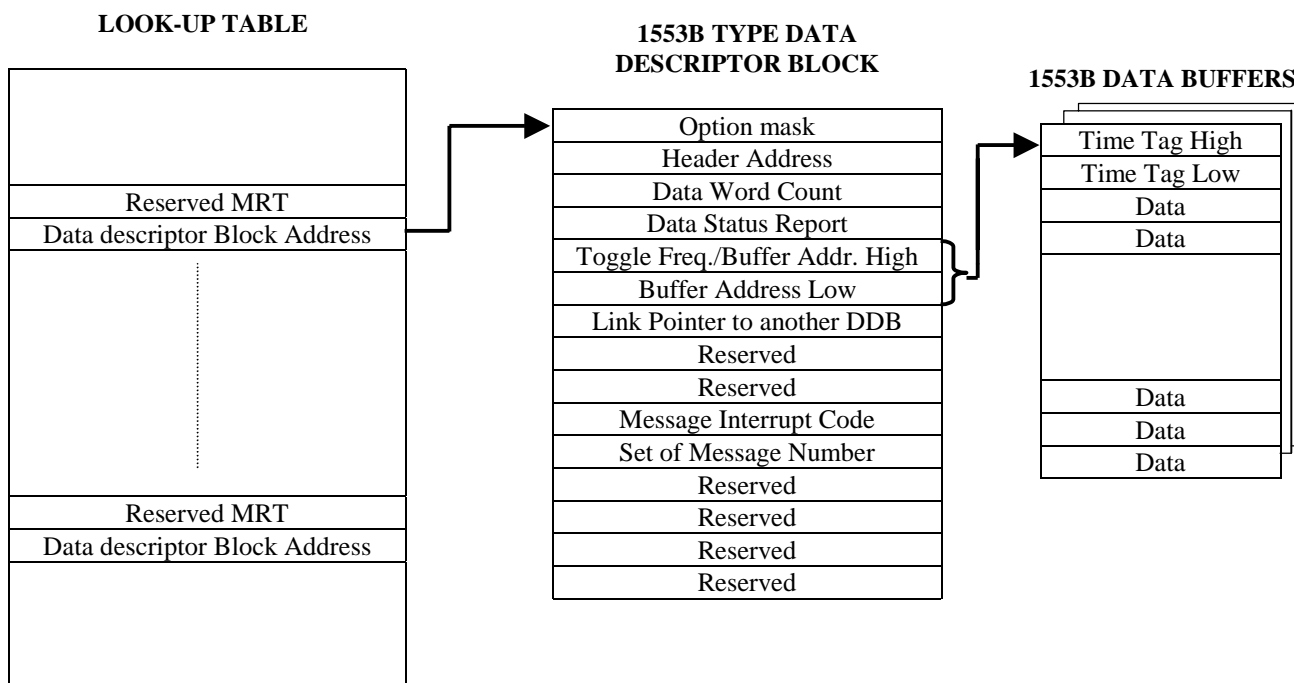 LOOK-UP TABLE
Reserved MRT
Data descriptor Block Address
Reserved MRT
Data descriptor Block Address
1553B TYPE DATA
DESCRIPTOR BLOCK
Option mask
Header Address
Data Word Count
Data Status Report
Toggle Freq./Buffer Addr. High
Buffer Address Low
Link Pointer to another DDB
Reserved
Reserved
Message Interrupt Code
Set of Message Number
Reserved
Reserved
Reserved
Reserved
1553B DATA BUFFERS
Time Tag High
Time Tag Low
Data
Data
Data
Data
Data